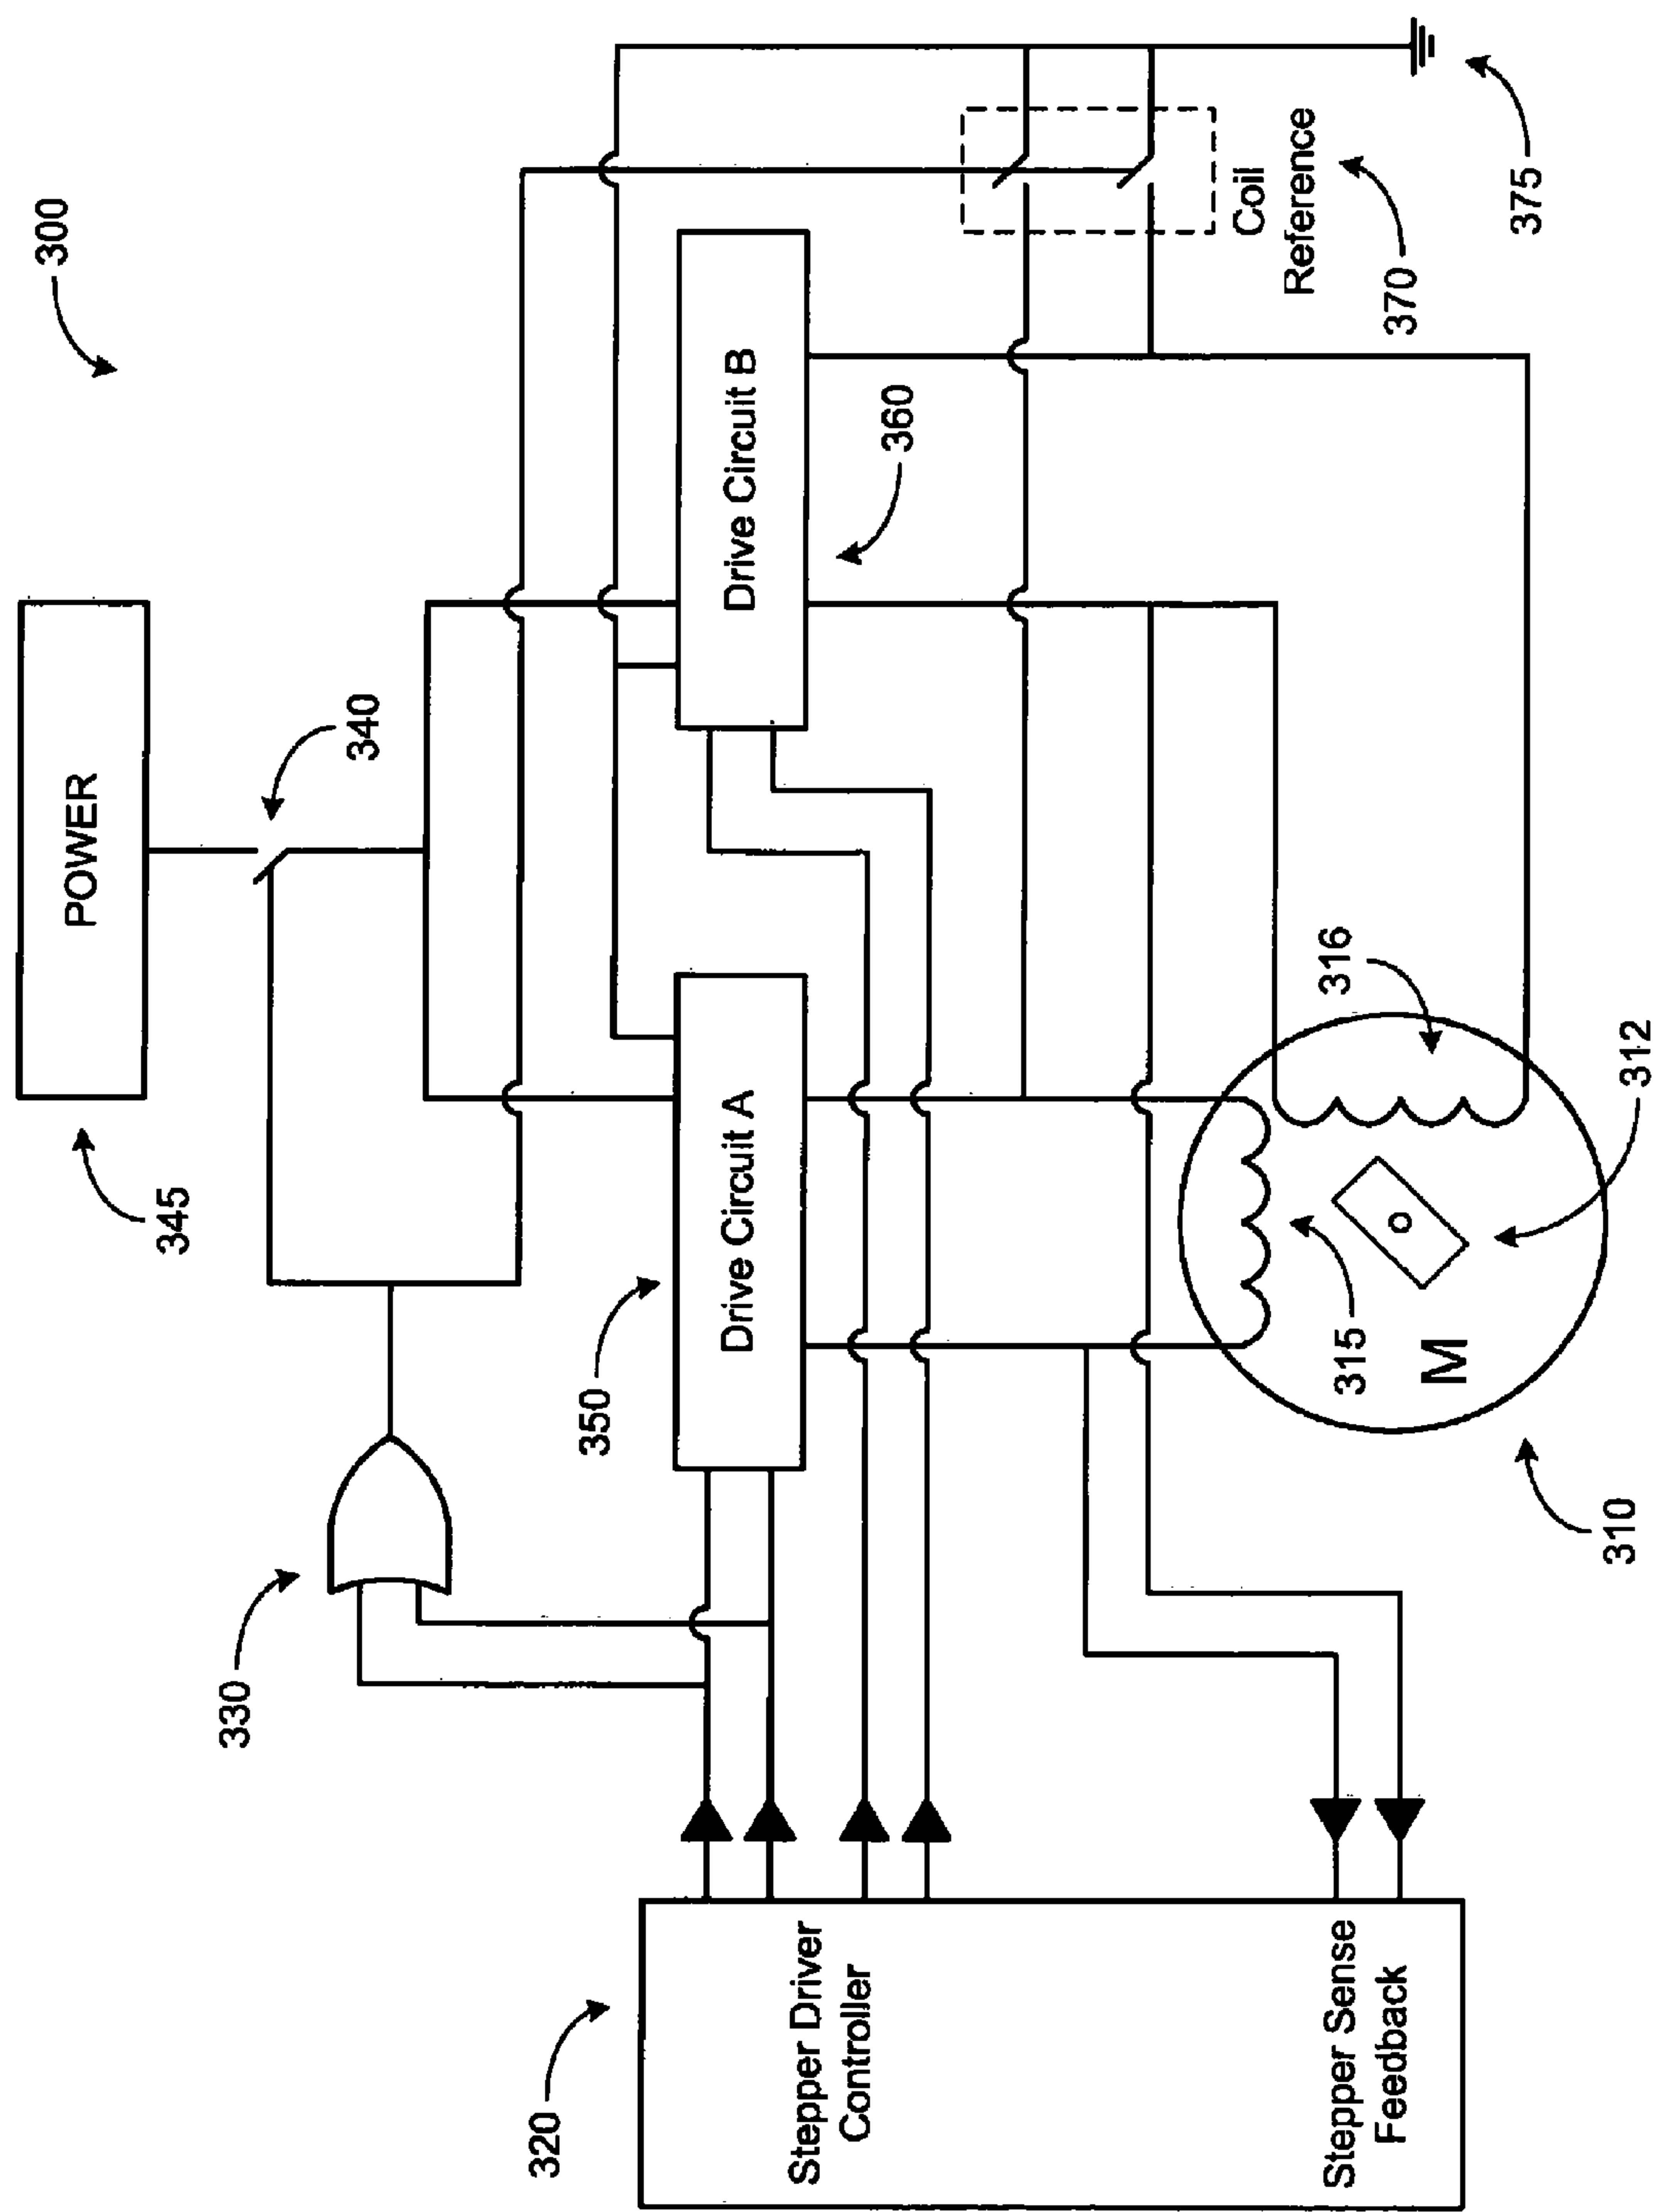 300
POWER
345
340
330
320
Stepper Driver
Controller
Stepper Sense
Feedback
350
Drive Circuit A
Drive Circuit B
360
Coil
Reference
370
375
310
M
315
316
312